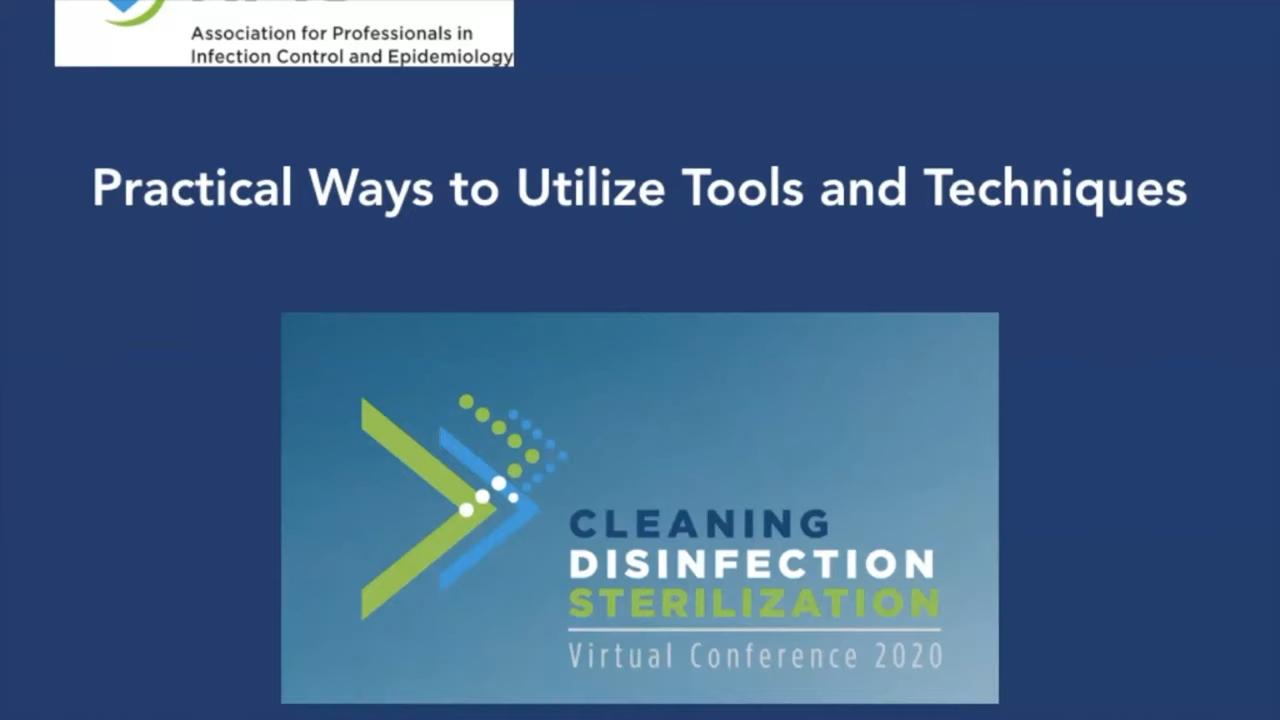 Association for Professionals in
Infection Control and Epidemiology
Practical Ways to Utilize Tools and Techniques
CLEANING
DISINFECTION
STERILIZATION
Virtual Conference 2020